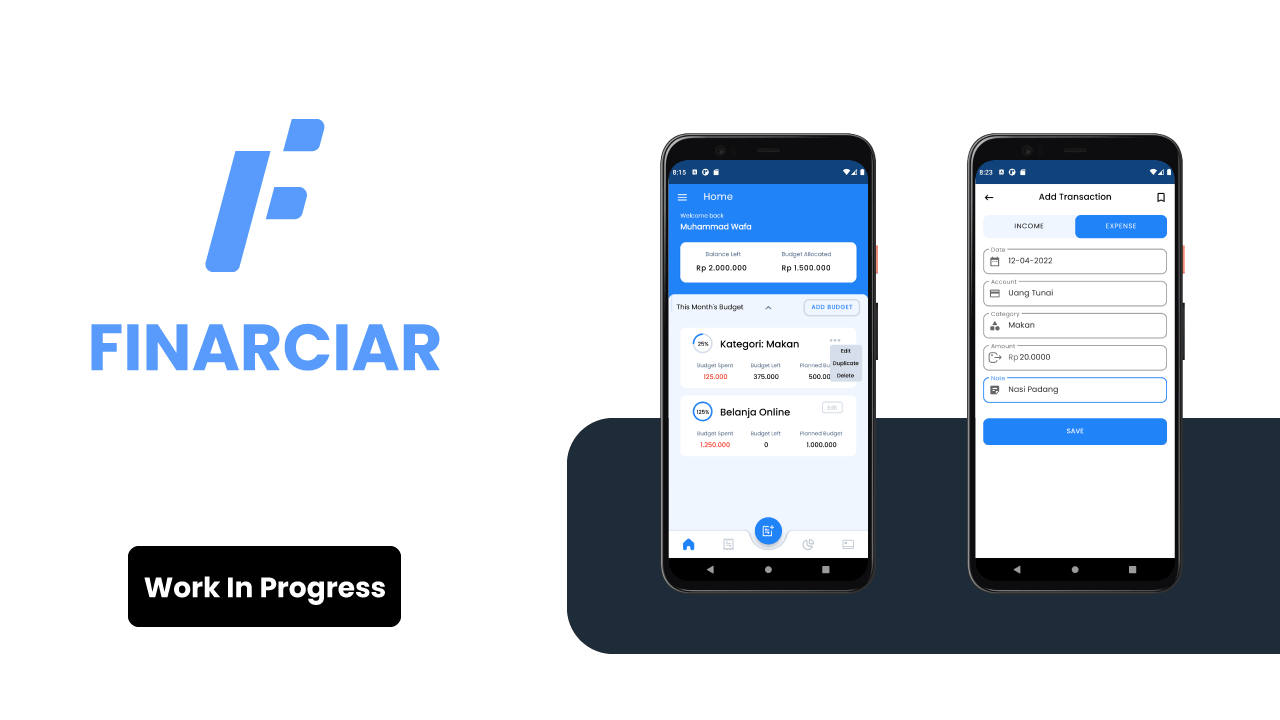 FINARCIAR
Work In Progress
8:15
Home
Welcome back
Muhammad Wafa
Balance Left Budget Allocated
Rp 2.000.000 Rp 1.500.000
This Month's Budget ADD BUDGET
25% Kategori: Makan
Edit
Duplicate
Delete
Budget Spent Budget Left Planned Bu
125.000 375.000 500.00
125% Belanja Online Edit
Budget Spent Budget Left Planned Budget
1.250.000 0 1.000.000
8:23
Add Transaction
INCOME EXPENSE
Date
12-04-2022
Account
Uang Tunai
Category
Makan
Amount
Rp 20.0000
Note
Nasi Padang
SAVE